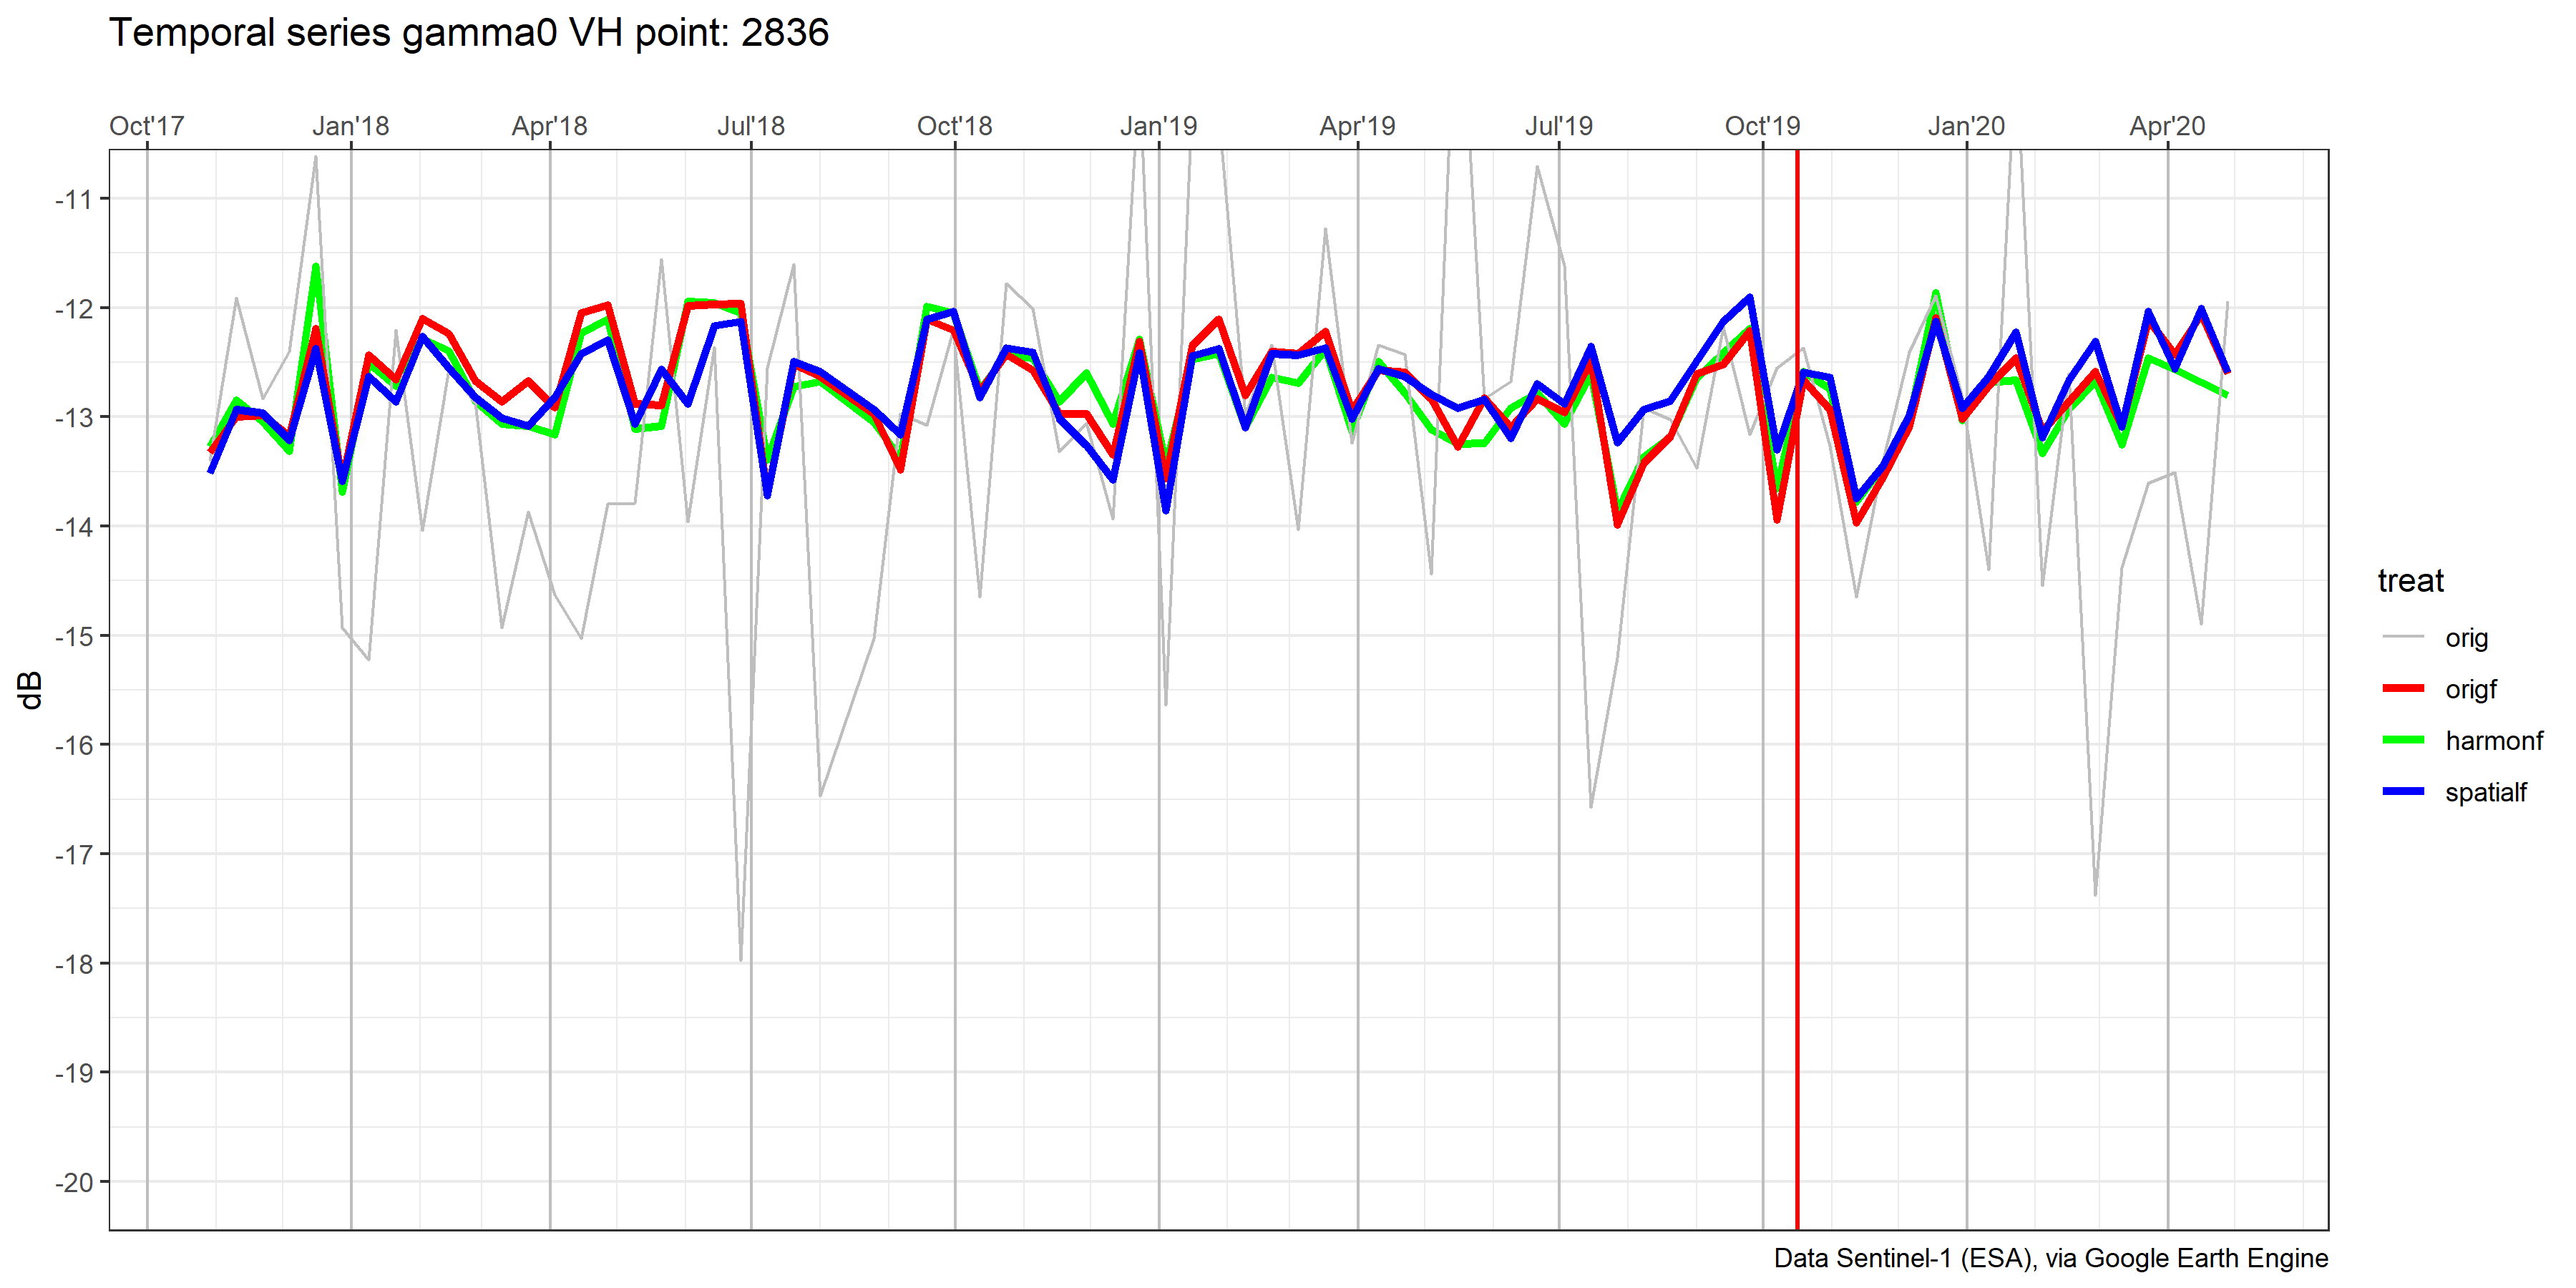 Temporal series gamma0 VH point: 2836
Oct'17 Jan'18 Apr'18 Jul'18 Oct'18 Jan'19 Apr'19 Jul'19 Oct'19 Jan'20 Apr'20
-11
-12
-13
-14
-15
-16
-17
-18
-19
-20
dB
treat
orig
origf
harmonf
spatialf
Data Sentinel-1 (ESA), via Google Earth Engine